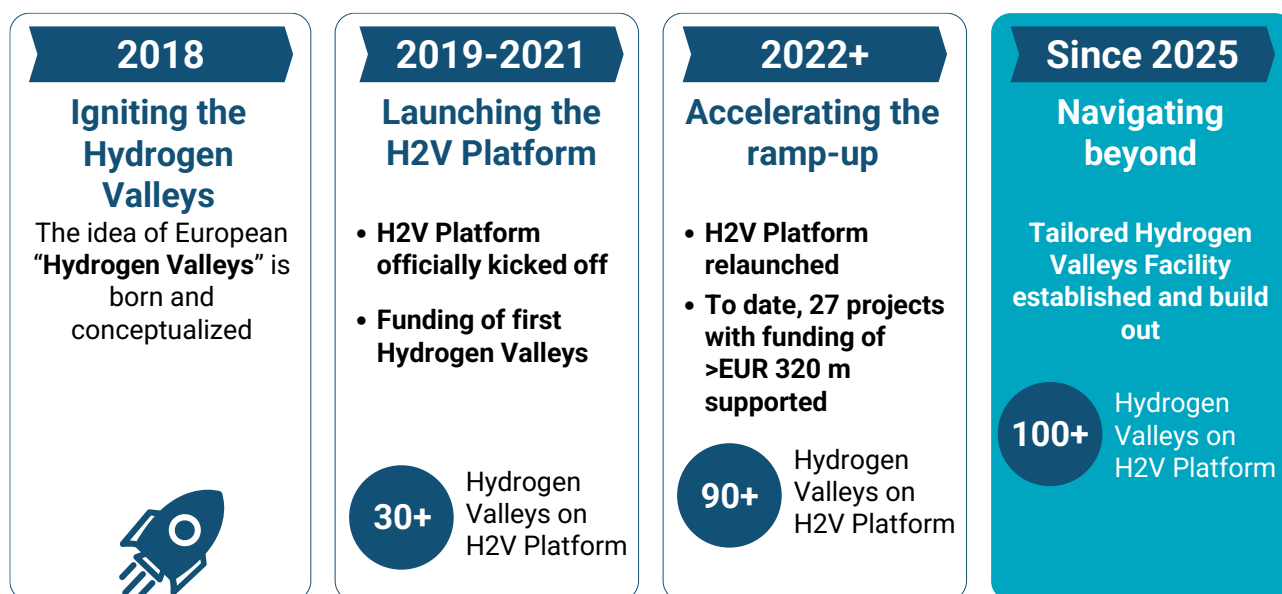 2018
Igniting the
Hydrogen
Valleys
The idea of European
“Hydrogen Valleys” is
born and
conceptualized
2019-2021
Launching the
H2V Platform
• H2V Platform
officially kicked off
• Funding of first
Hydrogen Valleys
30+
Hydrogen
Valleys on
H2V Platform
2022+
Accelerating the
ramp-up
• H2V Platform
relaunched
• To date, 27 projects
with funding of
>EUR 320 m
supported
90+
Hydrogen
Valleys on
H2V Platform
Since 2025
Navigating
beyond
Tailored Hydrogen
Valleys Facility
established and build
out
100+
Hydrogen
Valleys on
H2V Platform